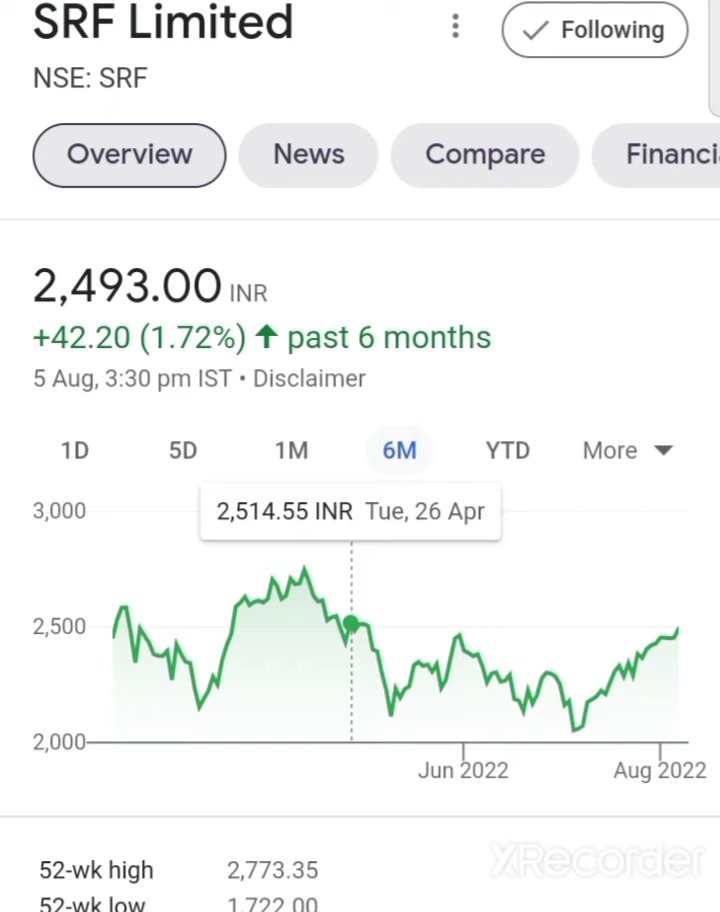 SRF Limited
Following
NSE: SRF
Overview News Compare Financi
2,493.00 INR
+42.20 (1.72%) past 6 months
5 Aug, 3:30 pm IST • Disclaimer
1D 5D 1M 6M YTD More
2,514.55 INR Tue, 26 Apr
3,000
2,500
2,000
Jun 2022 Aug 2022
XRecorder
52-wk high 2,773.35
52-wk low 1,722.00